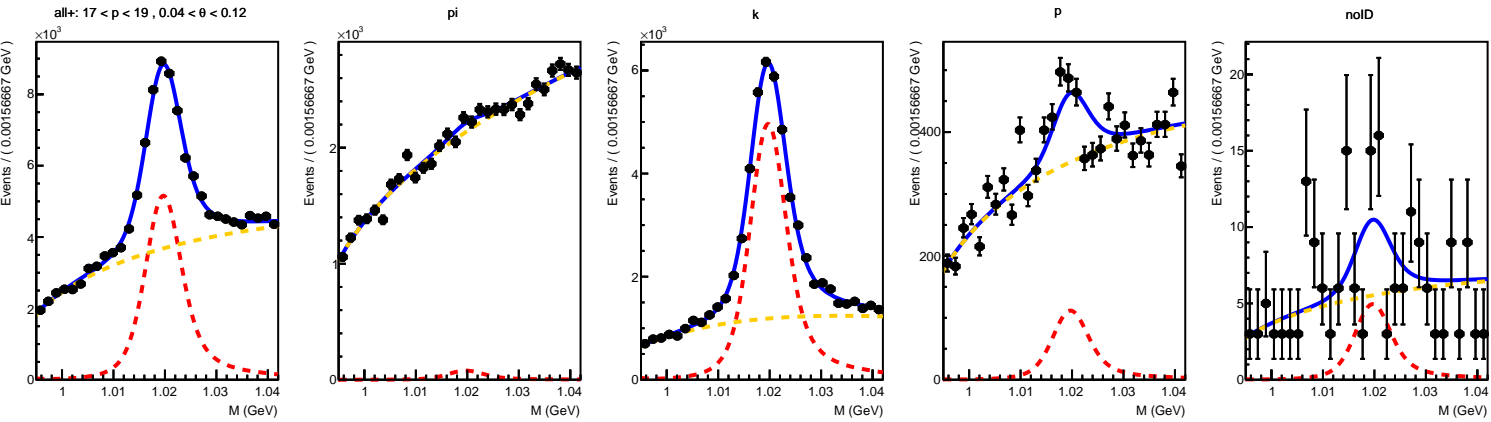 all+: 17 < p < 19 , 0.04 < θ < 0.12
×10³
Events / ( 0.00156667 GeV )
8
6
4
2
0
1 1.01 1.02 1.03 1.04
M (GeV)
pi
×10³
Events / ( 0.00156667 GeV )
2
1
0
1 1.01 1.02 1.03 1.04
M (GeV)
k
×10³
Events / ( 0.00156667 GeV )
6
4
2
0
1 1.01 1.02 1.03 1.04
M (GeV)
p
Events / ( 0.00156667 GeV )
400
200
0
1 1.01 1.02 1.03 1.04
M (GeV)
noID
Events / ( 0.00156667 GeV )
20
15
10
5
0
1 1.01 1.02 1.03 1.04
M (GeV)